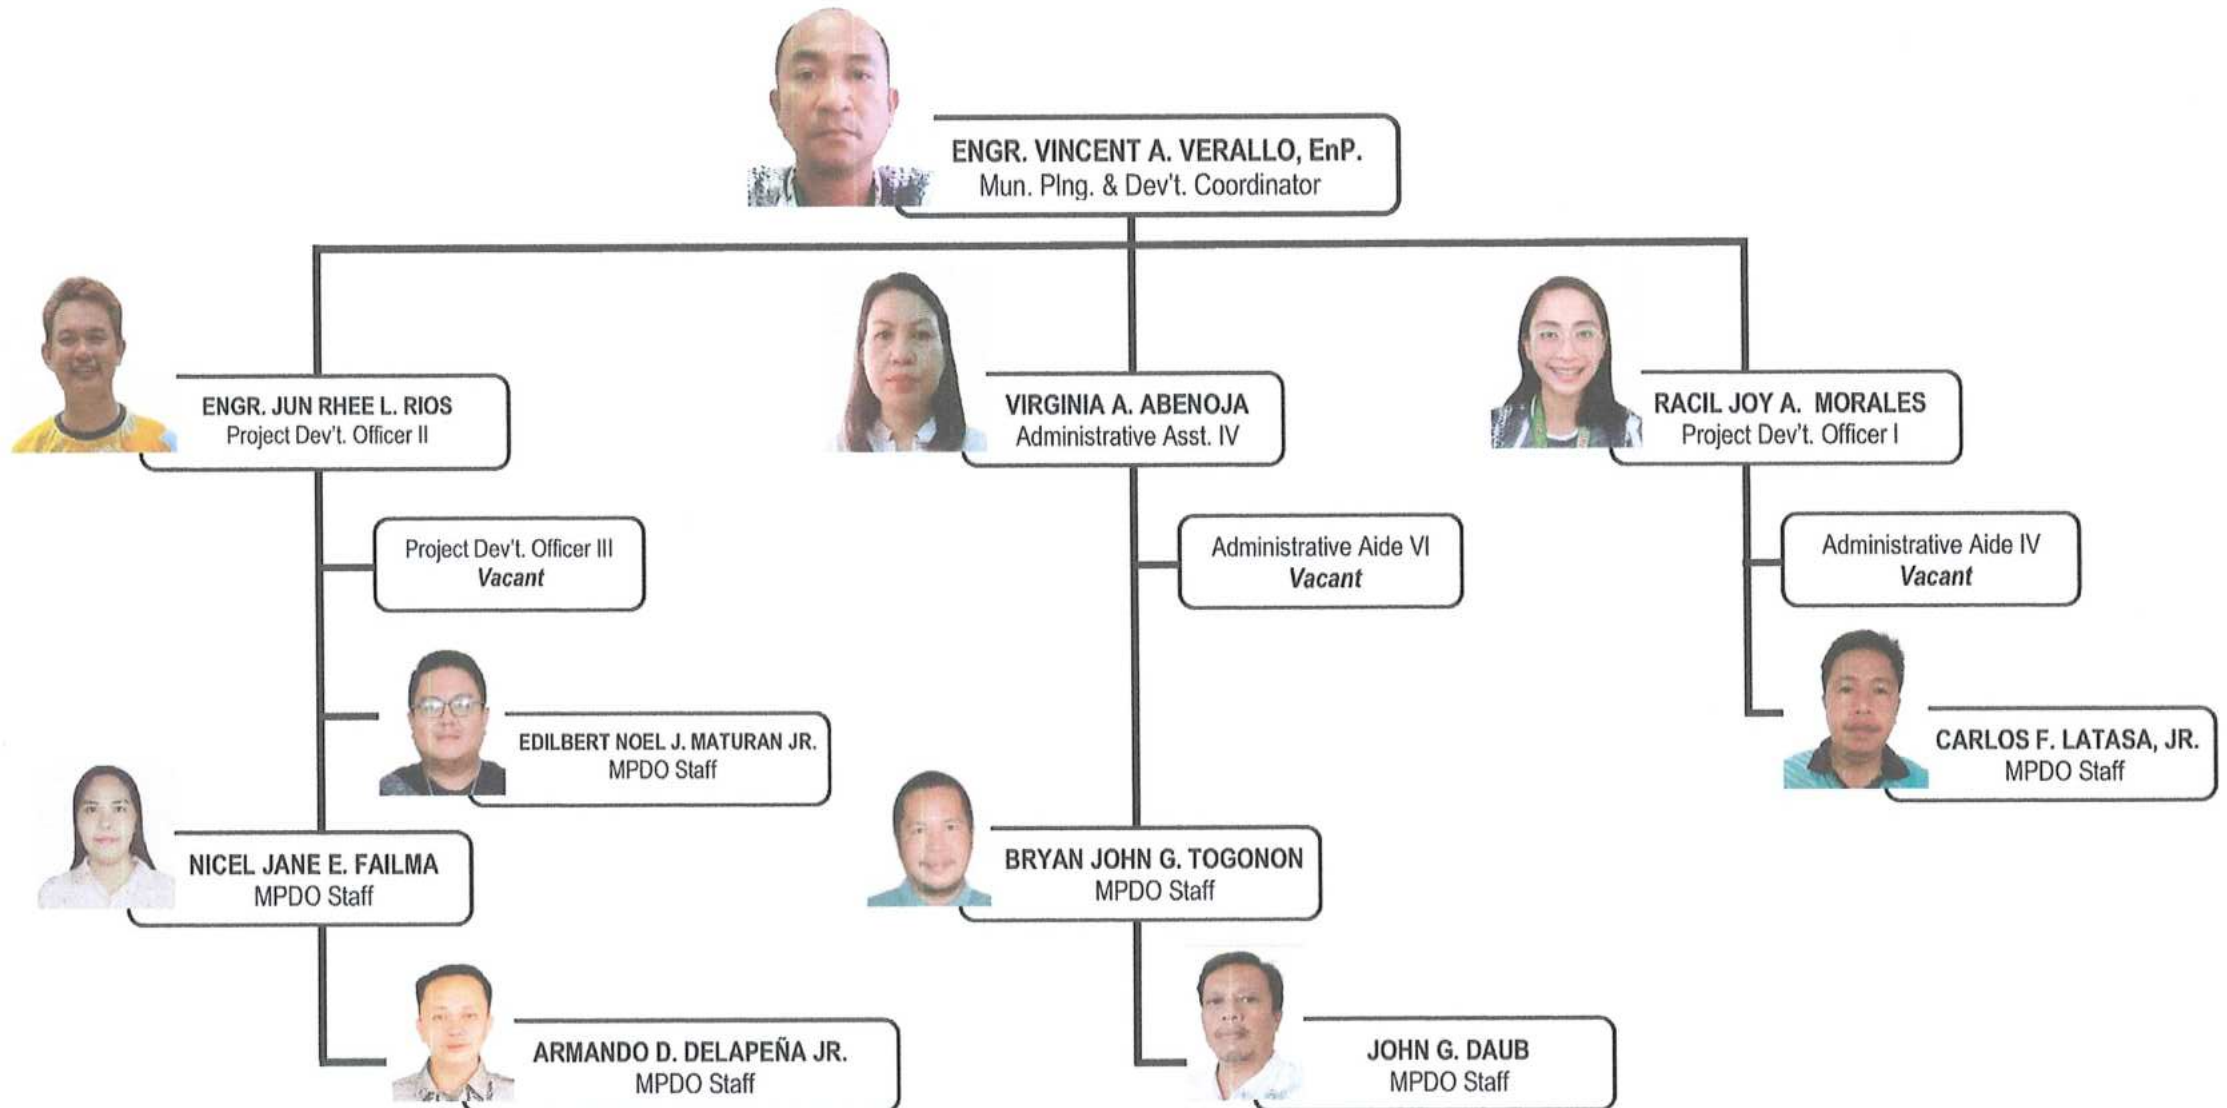 ENGR. VINCENT A. VERALLO, EnP.
Mun. Plng. & Dev't. Coordinator
ENGR. JUN RHEE L. RIOS
Project Dev't. Officer II
VIRGINIA A. ABENOJA
Administrative Asst. IV
RACIL JOY A. MORALES
Project Dev't. Officer I
Project Dev't. Officer III
Vacant
Administrative Aide VI
Vacant
Administrative Aide IV
Vacant
EDILBERT NOEL J. MATURAN JR.
MPDO Staff
CARLOS F. LATASA, JR.
MPDO Staff
NICEL JANE E. FAILMA
MPDO Staff
BRYAN JOHN G. TOGONON
MPDO Staff
ARMANDO D. DELAPEÑA JR.
MPDO Staff
JOHN G. DAUB
MPDO Staff